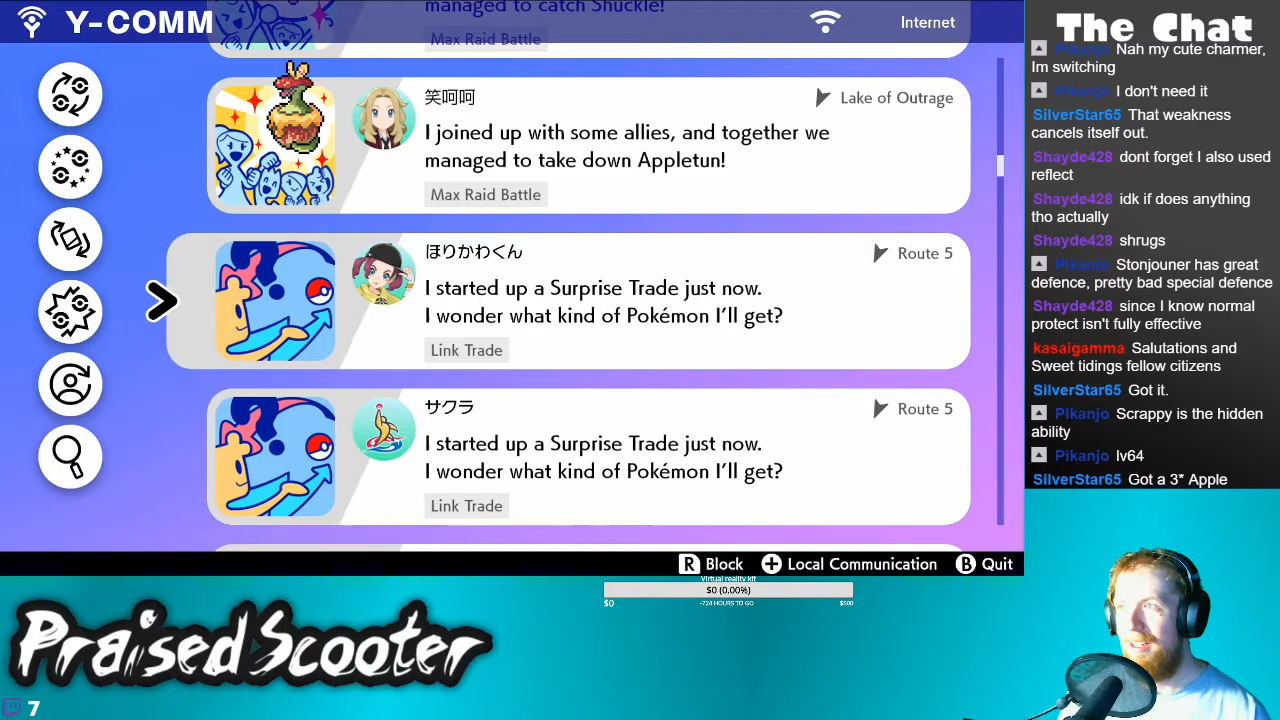 Y-COMM
Internet
managed to catch Shuckle!
Max Raid Battle
笑呵呵
Lake of Outrage
I joined up with some allies, and together we
managed to take down Appletun!
Max Raid Battle
ほりかわくん
Route 5
I started up a Surprise Trade just now.
I wonder what kind of Pokémon I'll get?
Link Trade
サクラ
Route 5
I started up a Surprise Trade just now.
I wonder what kind of Pokémon I'll get?
Link Trade
R Block
+ Local Communication
B Quit
The Chat
Pikanjo Nah my cute charmer,
Im switching
Pikanjo I don't need it
SilverStar65 That weakness
cancels itself out.
Shayde428 dont forget I also used
reflect
Shayde428 idk if does anything
tho actually
Shayde428 shrugs
Pikanjo Stonjouner has great
defence, pretty bad special defence
Shayde428 since I know normal
protect isn't fully effective
kasaigamma Salutations and
Sweet tidings fellow citizens
SilverStar65 Got it.
Pikanjo Scrappy is the hidden
ability
Pikanjo lv64
SilverStar65 Got a 3* Apple
Virtual reality kit
$0 (0.00%)
$0
-724 HOURS TO GO
$500
PraisedScooter
7